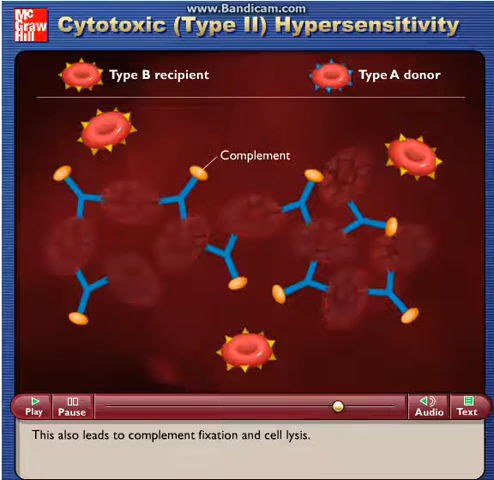 www.Bandicam.com
Mc
Graw
Hill
Cytotoxic (Type II) Hypersensitivity
Type B recipient
Type A donor
Complement
Play
Pause
Audio
Text
This also leads to complement fixation and cell lysis.